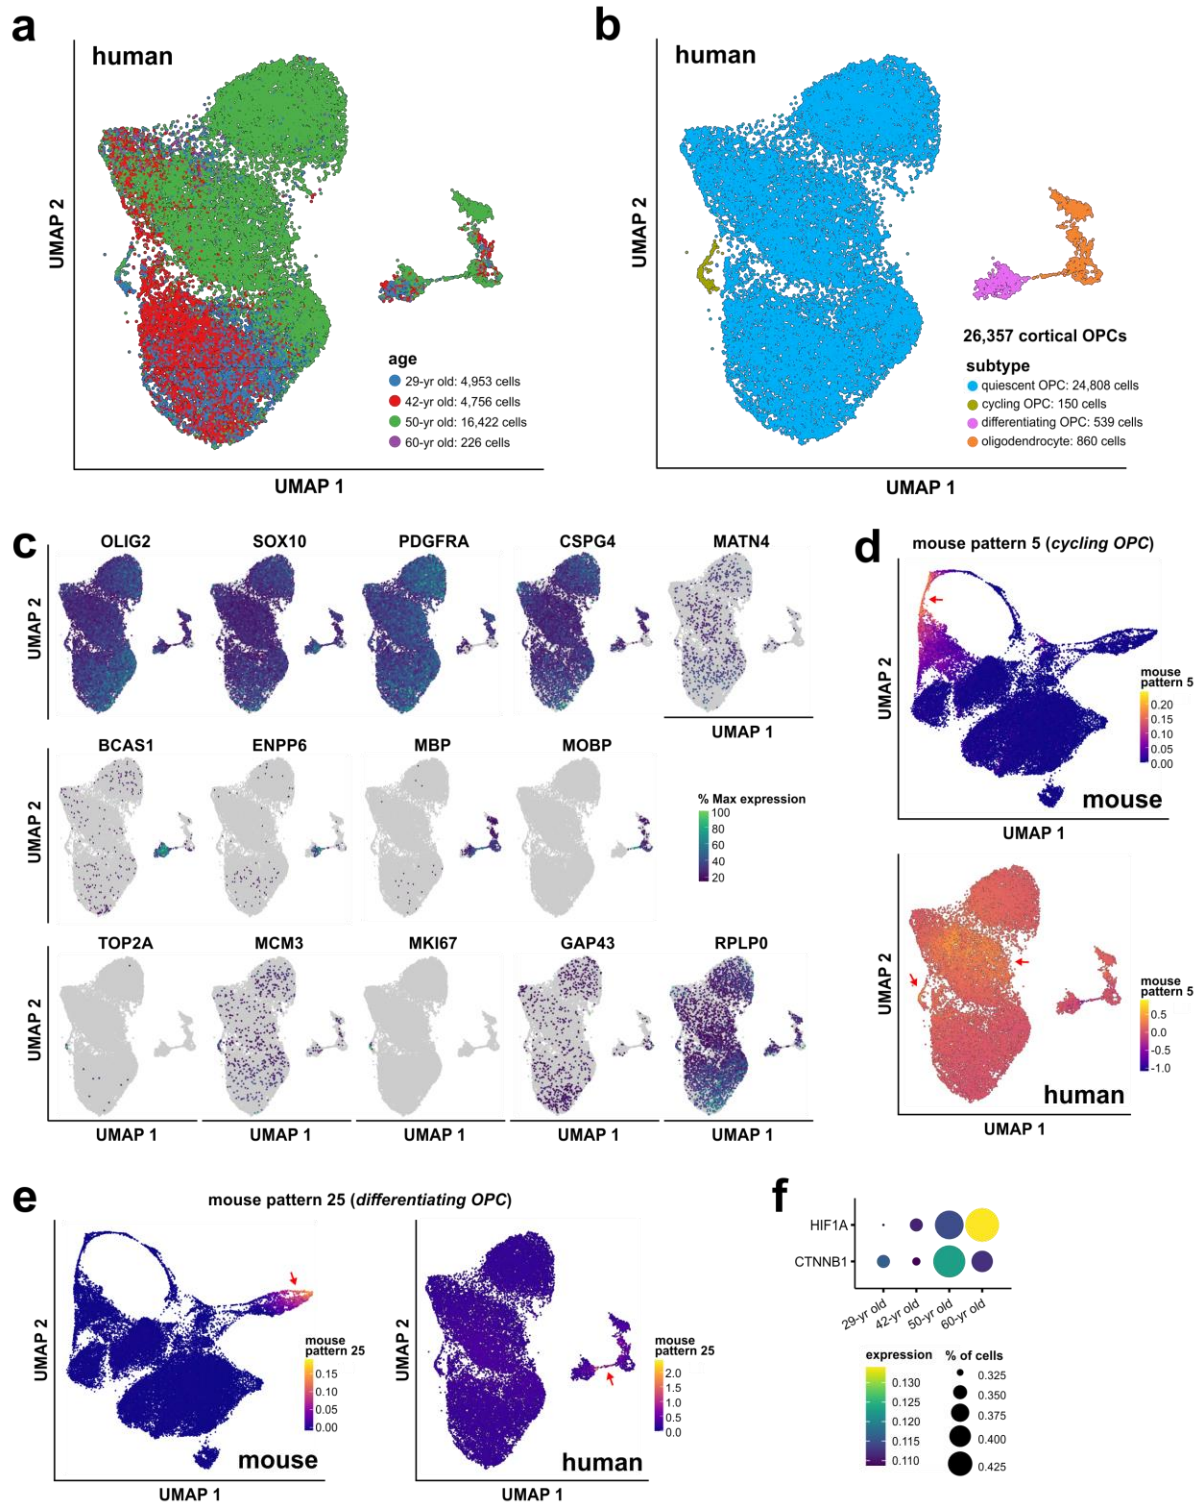 a
human
UMAP 2
age
29-yr old: 4,953 cells
42-yr old: 4,756 cells
50-yr old: 16,422 cells
60-yr old: 226 cells
UMAP 1
b
human
UMAP 2
26,357 cortical OPCs
subtype
quiescent OPC: 24,808 cells
cycling OPC: 150 cells
differentiating OPC: 539 cells
oligodendrocyte: 860 cells
UMAP 1
c
OLIG2 SOX10 PDGFRA CSPG4 MATN4
UMAP 2
UMAP 1
BCAS1 ENPP6 MBP MOBP
UMAP 2
% Max expression
100
80
60
40
20
TOP2A MCM3 MKI67 GAP43 RPLP0
UMAP 2
UMAP 1 UMAP 1 UMAP 1 UMAP 1 UMAP 1
d
mouse pattern 5 (cycling OPC)
UMAP 2
mouse
pattern 5
0.20
0.15
0.10
0.05
0.00
mouse
UMAP 1
UMAP 2
mouse
pattern 5
0.5
0.0
-0.5
-1.0
human
UMAP 1
e
mouse pattern 25 (differentiating OPC)
UMAP 2
mouse
pattern 25
0.15
0.10
0.05
0.00
mouse
UMAP 1
UMAP 2
mouse
pattern 25
2.0
1.5
1.0
0.5
0.0
human
UMAP 1
f
HIF1A
CTNNB1
29-yr old 42-yr old 50-yr old 60-yr old
expression
0.130
0.125
0.120
0.115
0.110
% of cells
0.325
0.350
0.375
0.400
0.425